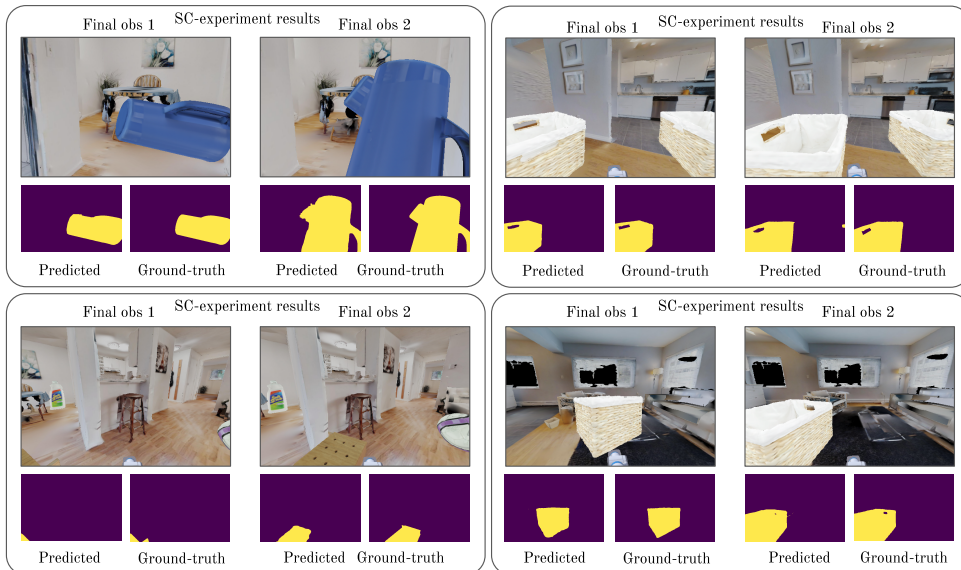 SC-experiment results
Final obs 1
Final obs 2
Predicted
Ground-truth
Predicted
Ground-truth
SC-experiment results
Final obs 1
Final obs 2
Predicted
Ground-truth
Predicted
Ground-truth
SC-experiment results
Final obs 1
Final obs 2
Predicted
Ground-truth
Predicted
Ground-truth
SC-experiment results
Final obs 1
Final obs 2
Predicted
Ground-truth
Predicted
Ground-truth